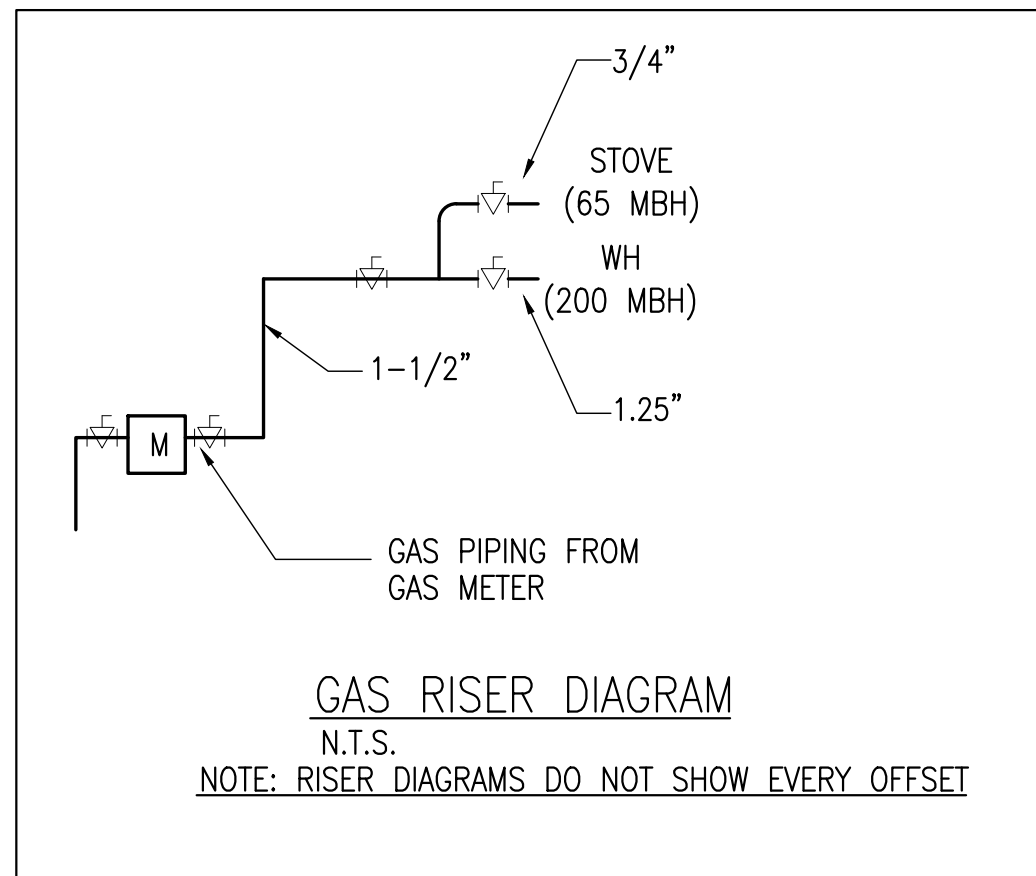 3/4”
STOVE
(65 MBH)
WH
(200 MBH)
1-1/2”
1.25”
M
GAS PIPING FROM
GAS METER
GAS RISER DIAGRAM
N.T.S.
NOTE: RISER DIAGRAMS DO NOT SHOW EVERY OFFSET